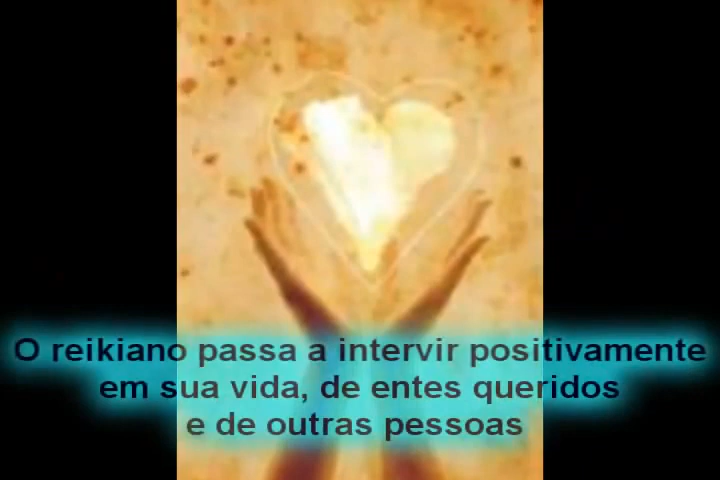 O reikiano passa a intervir positivamente
em sua vida, de entes queridos
e de outras pessoas